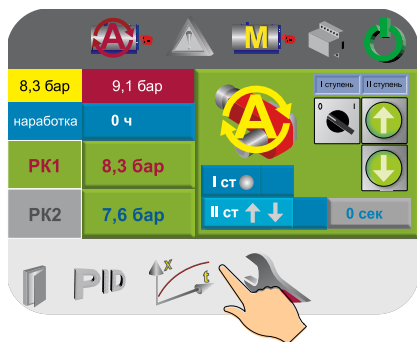 A
M
8,3 бар
9,1 бар
I ступень
II ступень
наработка
0 ч
A
0
I
РК1
8,3 бар
I ст
РК2
7,6 бар
II ст
0 сек
PID
x
t